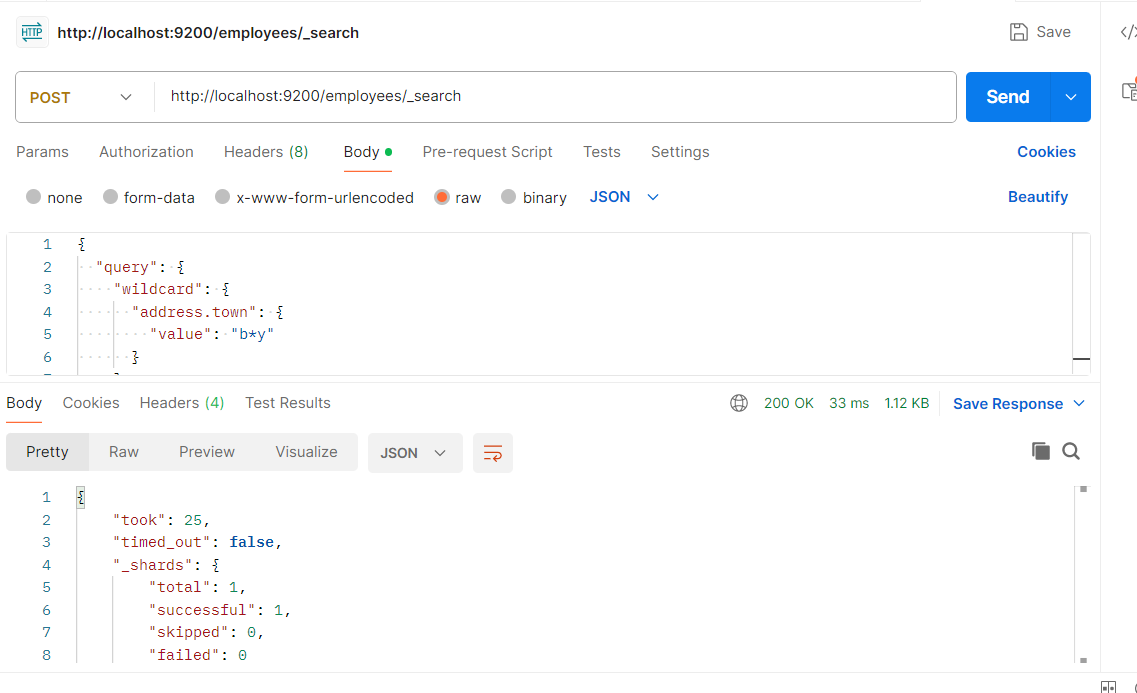 HTTP http://localhost:9200/employees/_search Save
POST http://localhost:9200/employees/_search Send
Params Authorization Headers (8) Body Pre-request Script Tests Settings Cookies
none form-data x-www-form-urlencoded raw binary JSON Beautify
1 {
2 "query": {
3 "wildcard": {
4 "address.town": {
5 "value": "b*y"
6 }
Body Cookies Headers (4) Test Results 200 OK 33 ms 1.12 KB Save Response
Pretty Raw Preview Visualize JSON
1 {
2 "took": 25,
3 "timed_out": false,
4 "_shards": {
5 "total": 1,
6 "successful": 1,
7 "skipped": 0,
8 "failed": 0